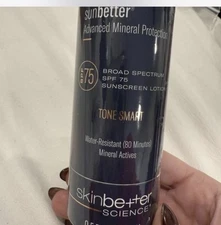 sunbetter
Advanced Mineral Protection
SPF
75
BROAD SPECTRUM
SPF 75
SUNSCREEN LOTION
TONE SMART
Water-Resistant (80 Minutes)
Mineral Actives
skinbetter
SCIENCE